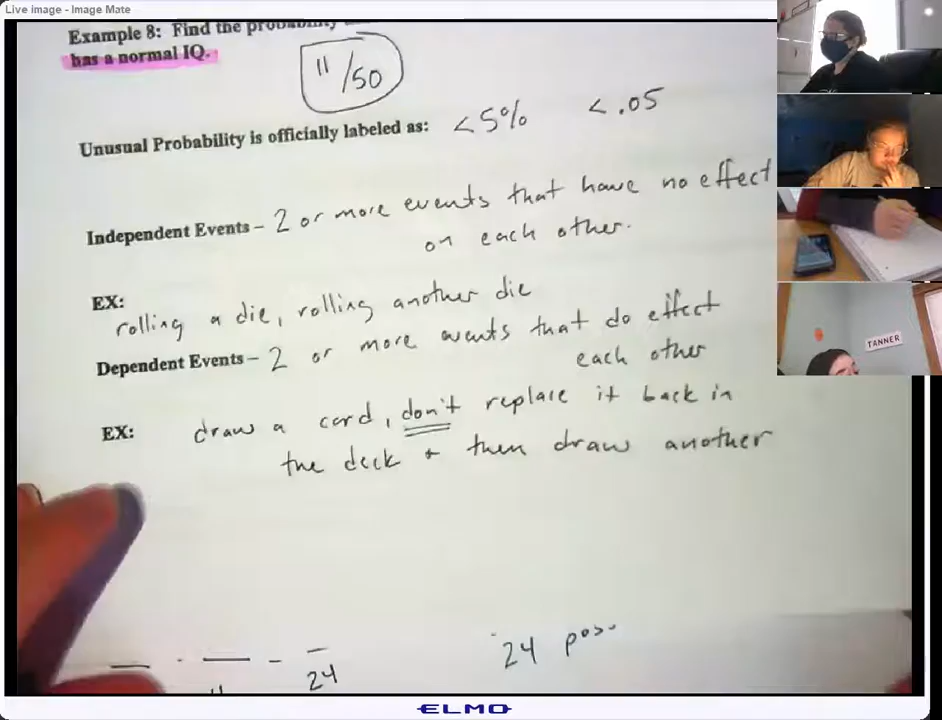 Live image - Image Mate
Example 8: Find the probability
has a normal IQ.
11/50
Unusual Probability is officially labeled as: <5% <.05
Independent Events – 2 or more events that have no effect
on each other.
EX:
rolling a die, rolling another die
Dependent Events – 2 or more events that do effect
each other
EX: draw a card, don't replace it back in
the deck + then draw another
TANNER
24
24
ELMO